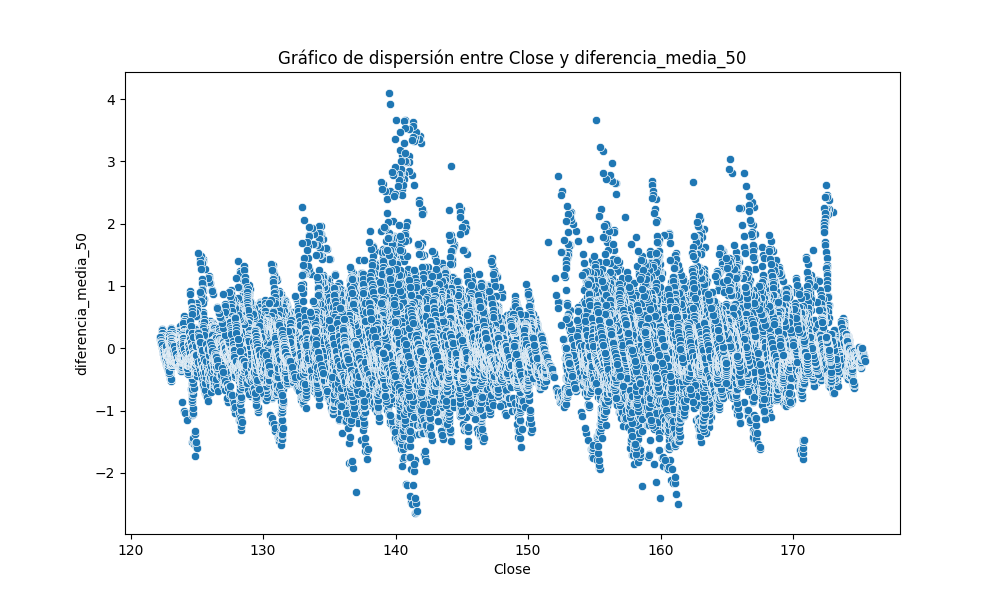 Gráfico de dispersión entre Close y diferencia_media_50
diferencia_media_50
4
3
2
1
0
−1
−2
120 130 140 150 160 170
Close